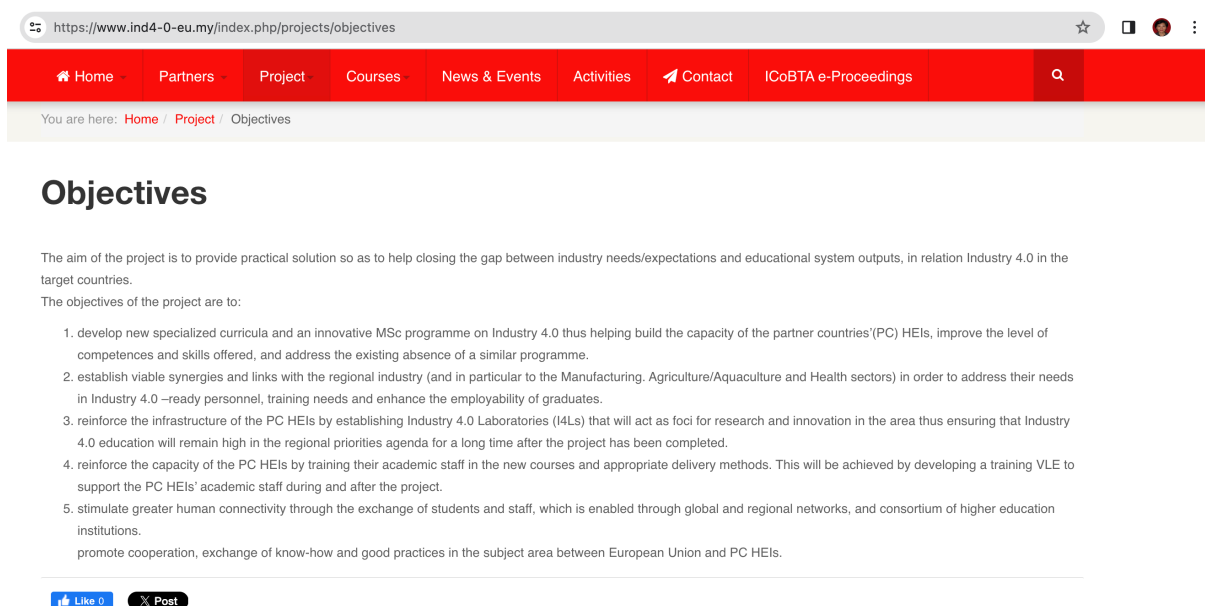 https://www.ind4-0-eu.my/index.php/projects/objectives
Home Partners Project Courses News & Events Activities Contact ICoBTA e-Proceedings
You are here: Home / Project / Objectives
Objectives
The aim of the project is to provide practical solution so as to help closing the gap between industry needs/expectations and educational system outputs, in relation Industry 4.0 in the
target countries.
The objectives of the project are to:
1. develop new specialized curricula and an innovative MSc programme on Industry 4.0 thus helping build the capacity of the partner countries'(PC) HEIs, improve the level of
competences and skills offered, and address the existing absence of a similar programme.
2. establish viable synergies and links with the regional industry (and in particular to the Manufacturing. Agriculture/Aquaculture and Health sectors) in order to address their needs
in Industry 4.0 –ready personnel, training needs and enhance the employability of graduates.
3. reinforce the infrastructure of the PC HEIs by establishing Industry 4.0 Laboratories (I4Ls) that will act as foci for research and innovation in the area thus ensuring that Industry
4.0 education will remain high in the regional priorities agenda for a long time after the project has been completed.
4. reinforce the capacity of the PC HEIs by training their academic staff in the new courses and appropriate delivery methods. This will be achieved by developing a training VLE to
support the PC HEIs' academic staff during and after the project.
5. stimulate greater human connectivity through the exchange of students and staff, which is enabled through global and regional networks, and consortium of higher education
institutions.
promote cooperation, exchange of know-how and good practices in the subject area between European Union and PC HEIs.
Like 0 X Post